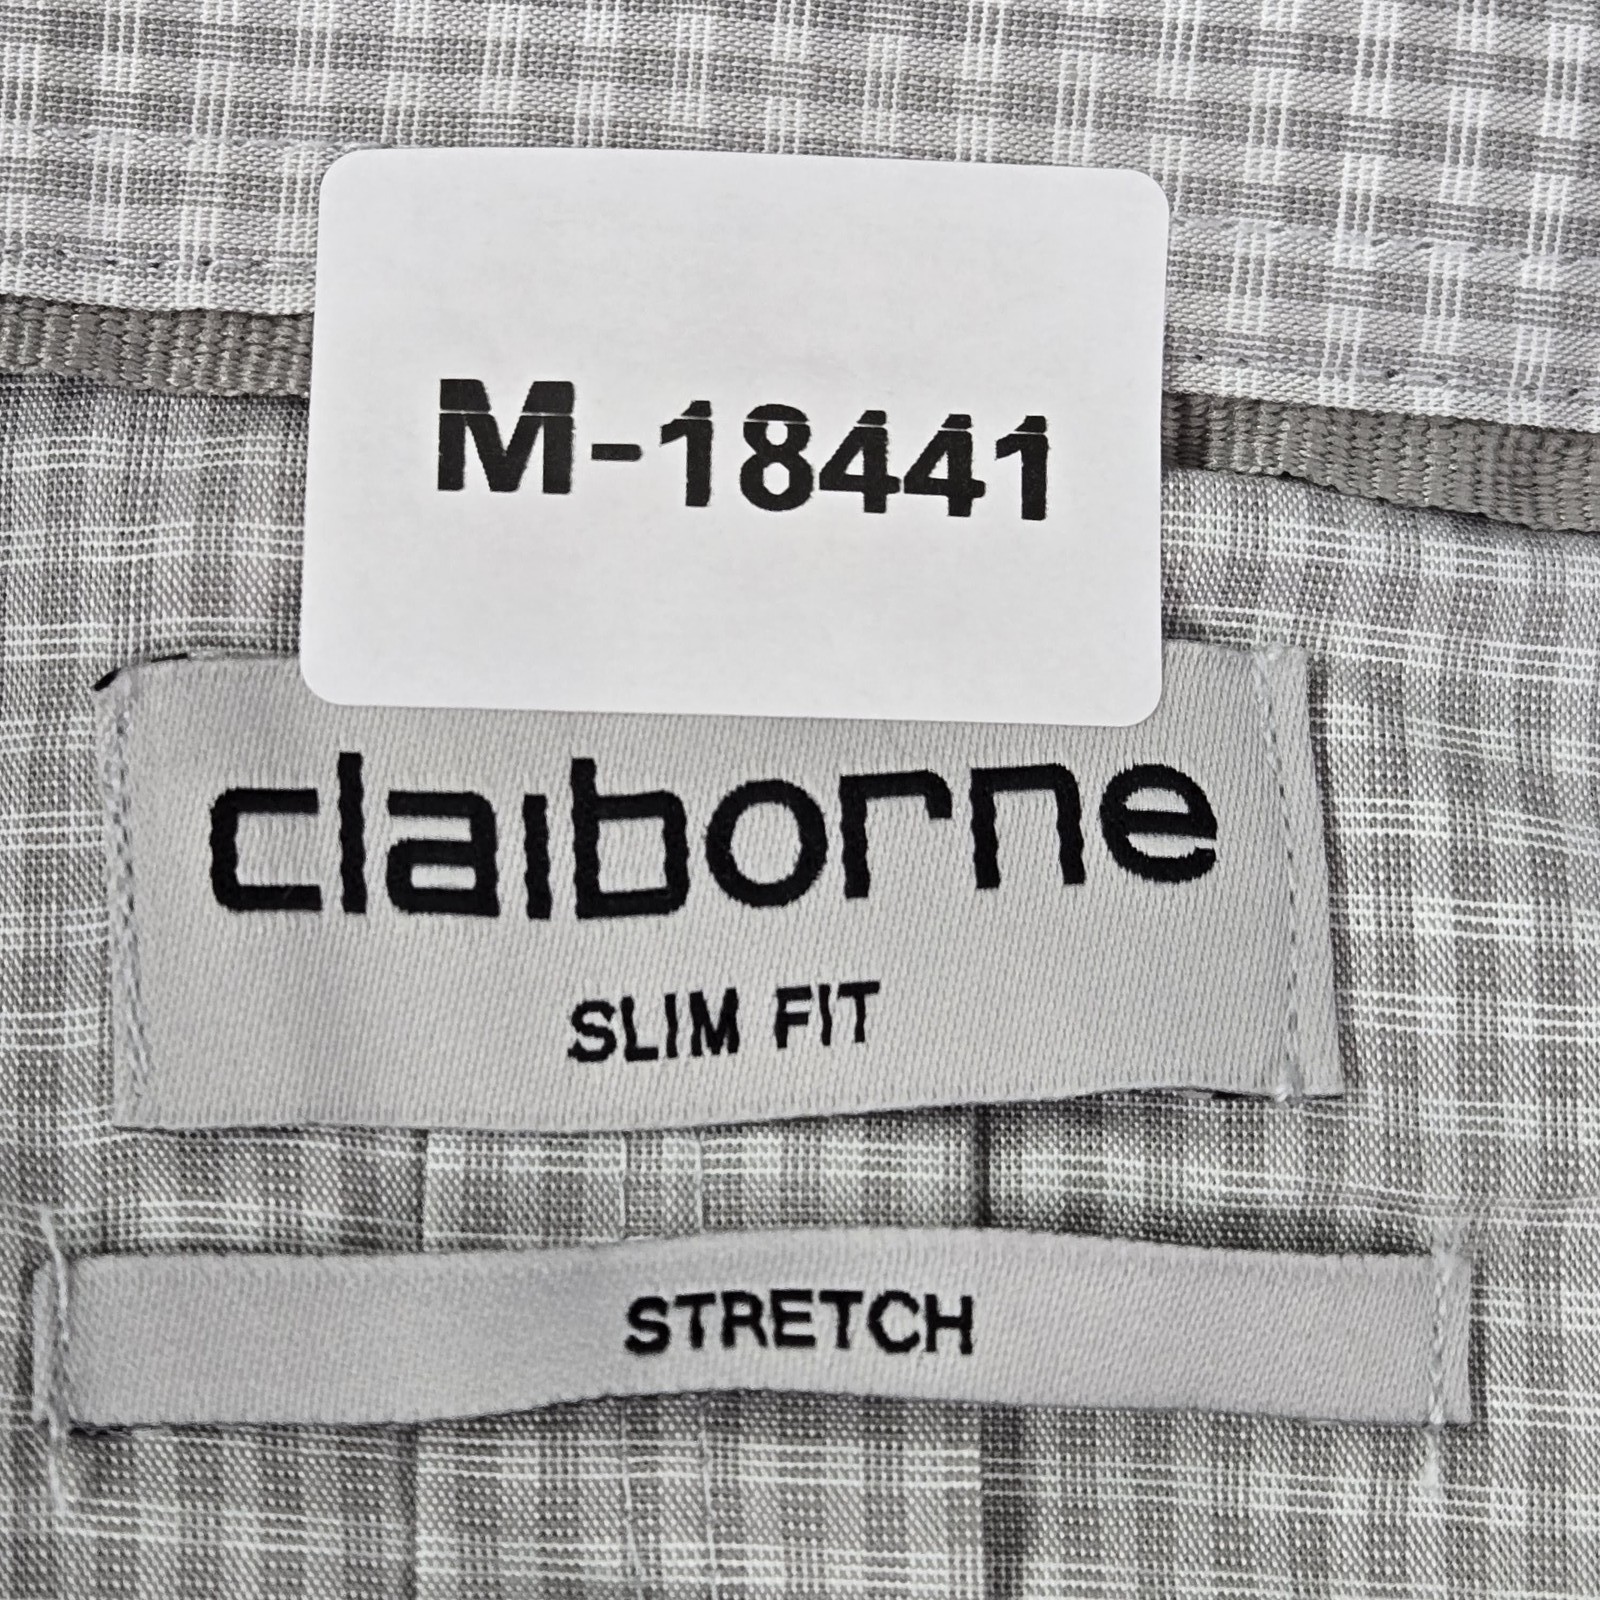 M-18441
claiborne
SLIM FIT
STRETCH